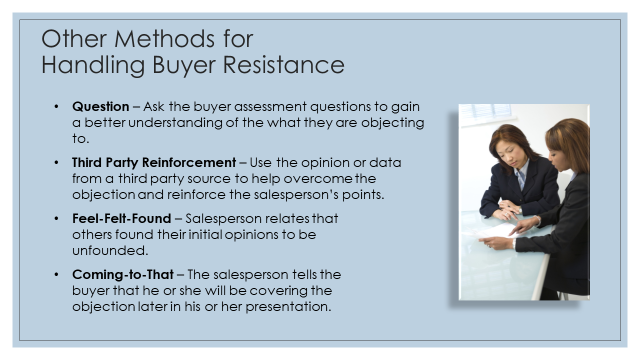 Other Methods for
Handling Buyer Resistance
• Question – Ask the buyer assessment questions to gain
a better understanding of the what they are objecting
to.
• Third Party Reinforcement – Use the opinion or data
from a third party source to help overcome the
objection and reinforce the salesperson's points.
• Feel-Felt-Found – Salesperson relates that
others found their initial opinions to be
unfounded.
• Coming-to-That – The salesperson tells the
buyer that he or she will be covering the
objection later in his or her presentation.